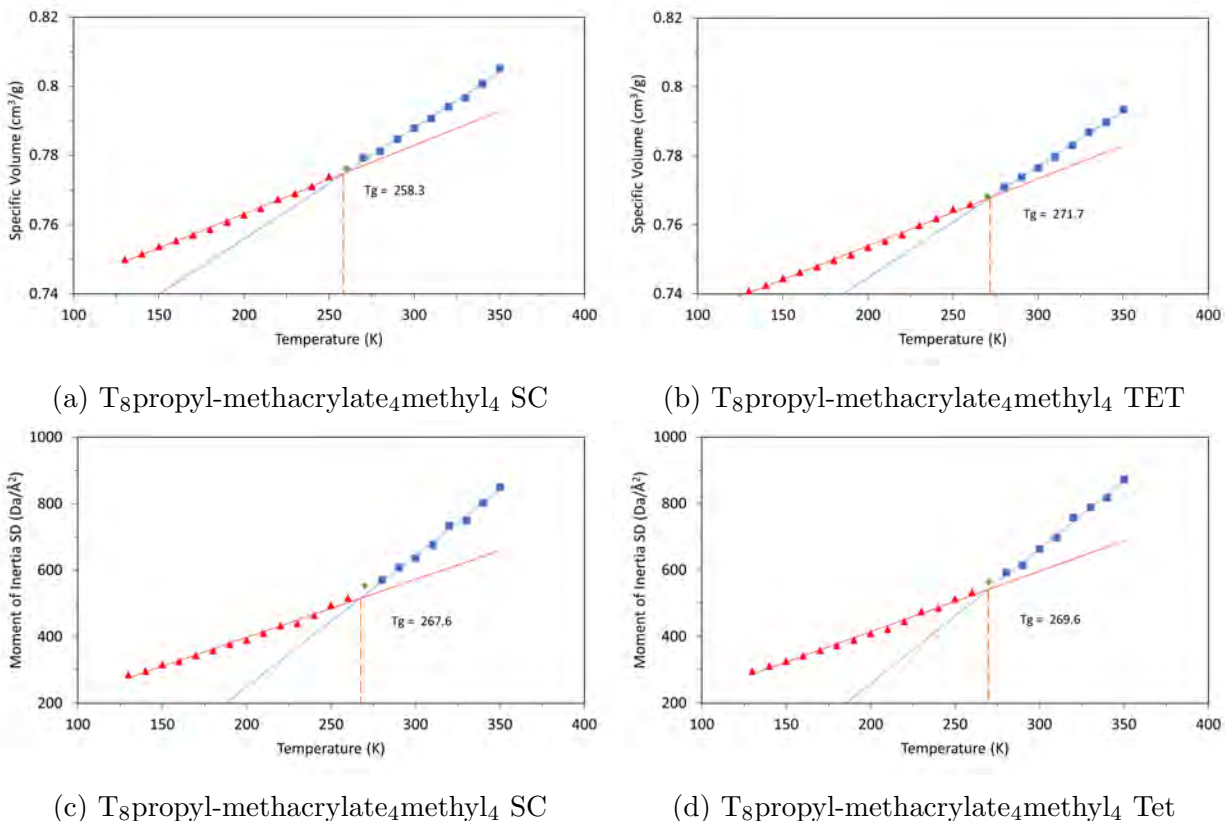 0.82
0.8
0.78
0.76
0.74
Specific Volume (cm³/g)
Tg = 258.3
100 150 200 250 300 350 400
Temperature (K)
(a) T₈propyl-methacrylate₄methyl₄ SC
0.82
0.8
0.78
0.76
0.74
Specific Volume (cm³/g)
Tg = 271.7
100 150 200 250 300 350 400
Temperature (K)
(b) T₈propyl-methacrylate₄methyl₄ TET
1000
800
600
400
200
Moment of Inertia SD (Da/Å²)
Tg = 267.6
100 150 200 250 300 350 400
Temperature (K)
(c) T₈propyl-methacrylate₄methyl₄ SC
1000
800
600
400
200
Moment of Inertia SD (Da/Å²)
Tg = 269.6
100 150 200 250 300 350 400
Temperature (K)
(d) T₈propyl-methacrylate₄methyl₄ Tet